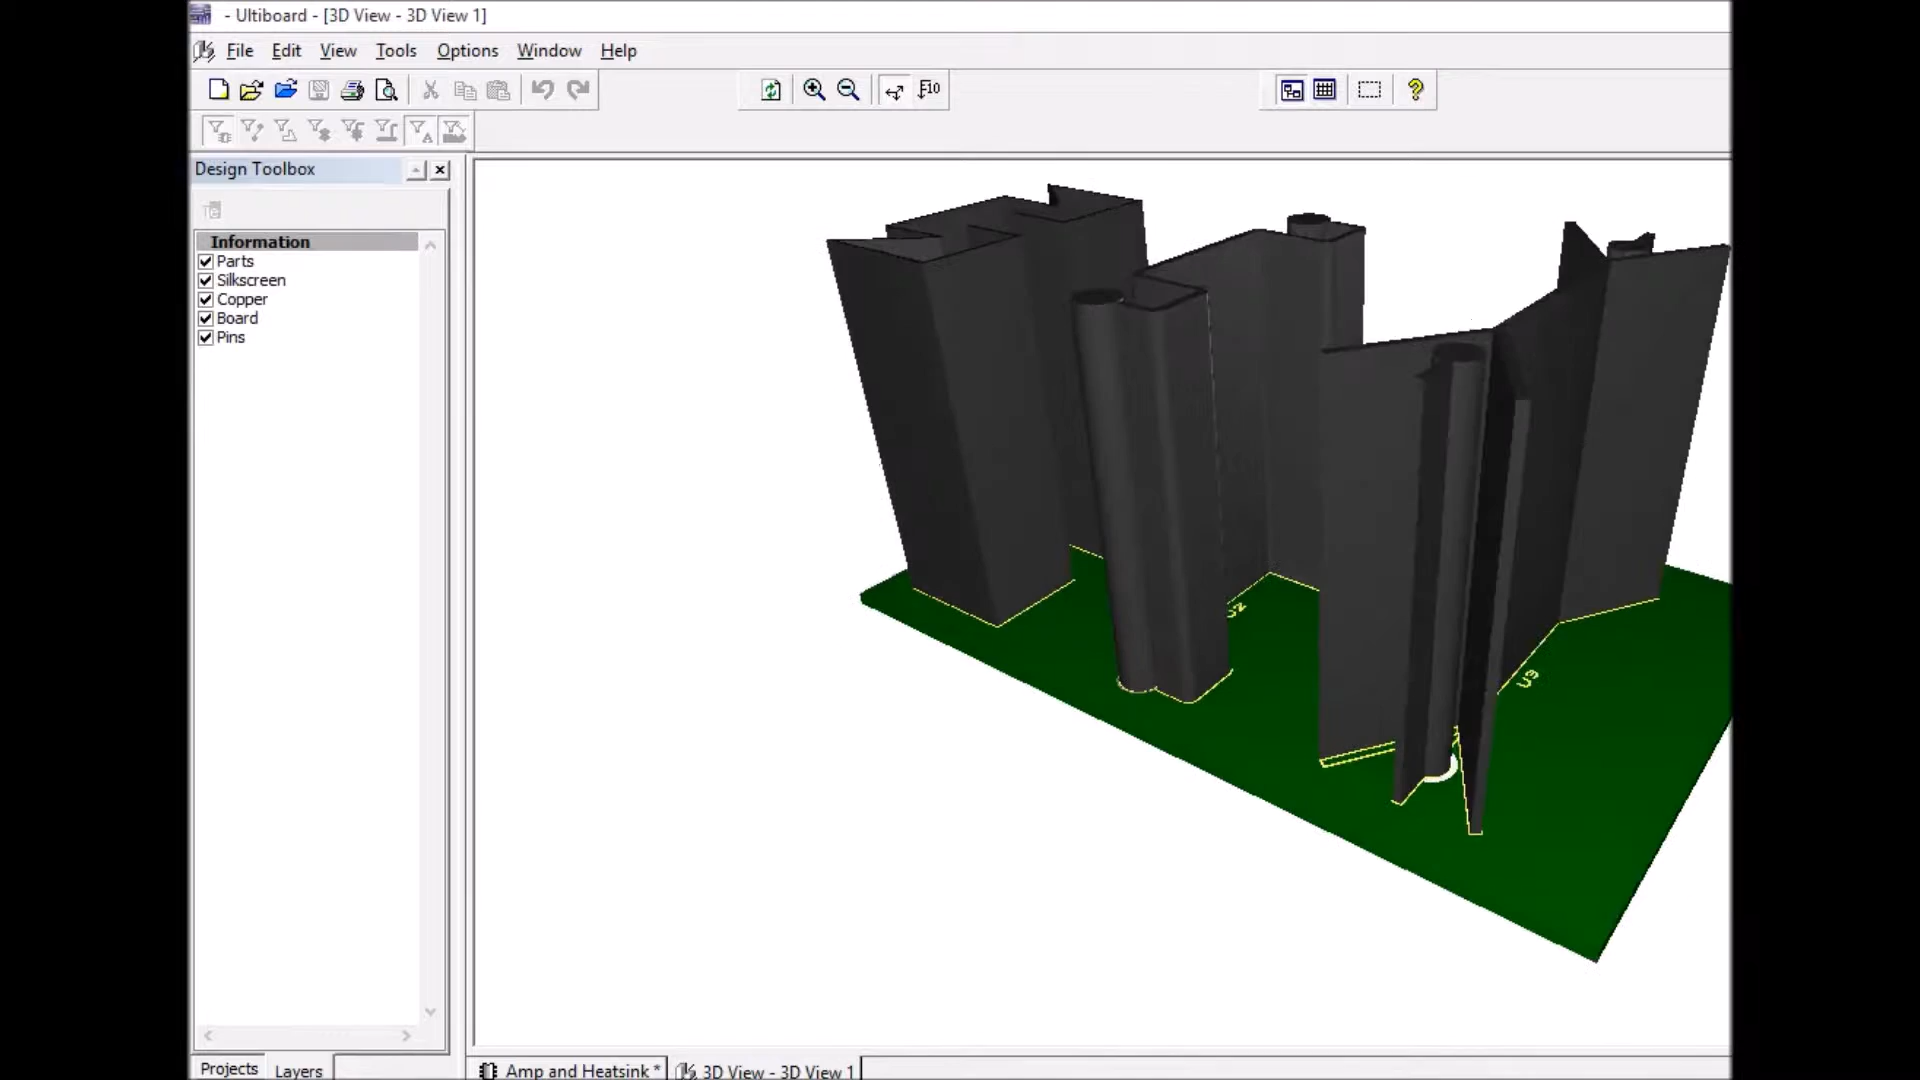 - Ultiboard - [3D View - 3D View 1]
File Edit View Tools Options Window Help
F10
Design Toolbox
Information
Parts
Silkscreen
Copper
Board
Pins
U2
U3
Projects Layers
Amp and Heatsink * 3D View - 3D View 1